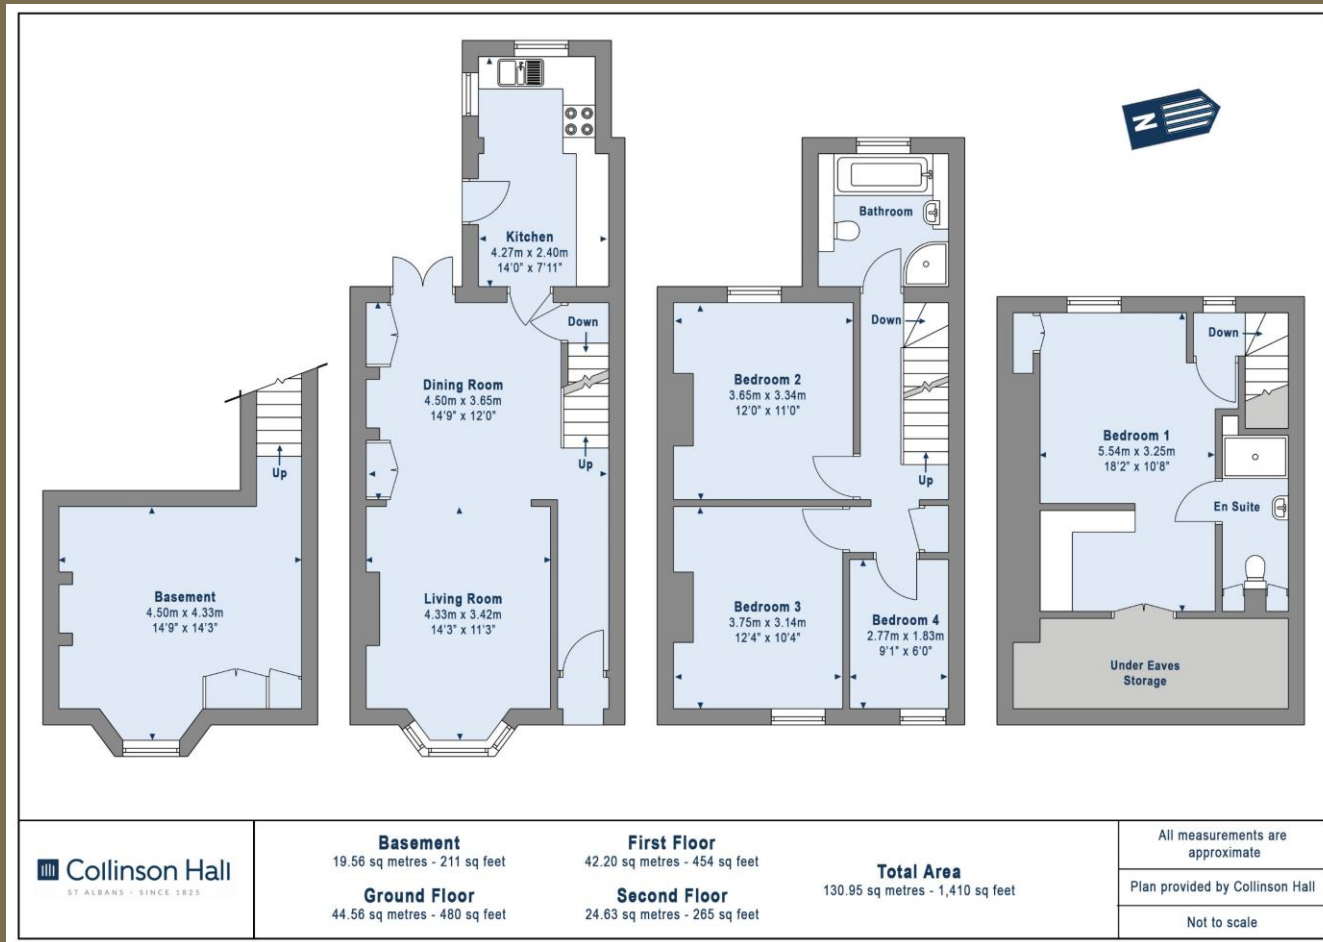 N
Kitchen
4.27m x 2.40m
14'0" x 7'11"
Down
Dining Room
4.50m x 3.65m
14'9" x 12'0"
Up
Living Room
4.33m x 3.42m
14'3" x 11'3"
Up
Basement
4.50m x 4.33m
14'9" x 14'3"
Bathroom
Down
Bedroom 2
3.65m x 3.34m
12'0" x 11'0"
Up
Bedroom 3
3.75m x 3.14m
12'4" x 10'4"
Bedroom 4
2.77m x 1.83m
9'1" x 6'0"
Down
Bedroom 1
5.54m x 3.25m
18'2" x 10'8"
En Suite
Under Eaves
Storage
Collinson Hall
ST ALBANS - SINCE 1825
Basement
19.56 sq metres - 211 sq feet
Ground Floor
44.56 sq metres - 480 sq feet
First Floor
42.20 sq metres - 454 sq feet
Second Floor
24.63 sq metres - 265 sq feet
Total Area
130.95 sq metres - 1,410 sq feet
All measurements are
approximate
Plan provided by Collinson Hall
Not to scale